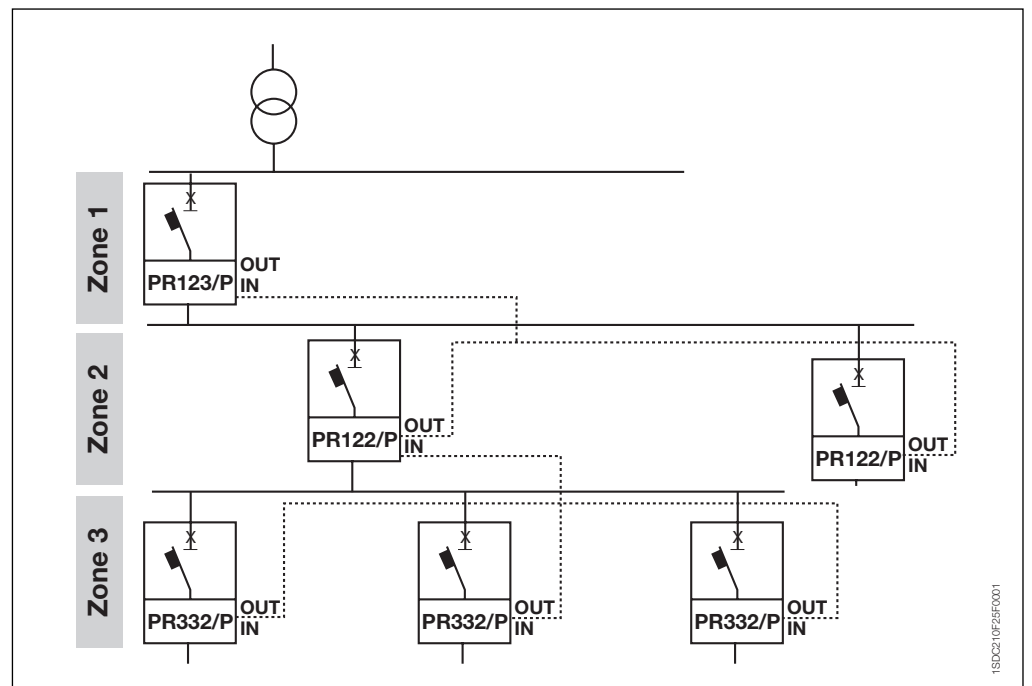 Zone 1
PR123/P
OUT
IN
Zone 2
PR122/P
OUT
IN
PR122/P
OUT
IN
Zone 3
PR332/P
OUT
IN
PR332/P
OUT
IN
PR332/P
OUT
IN
1SDC210F25F0001